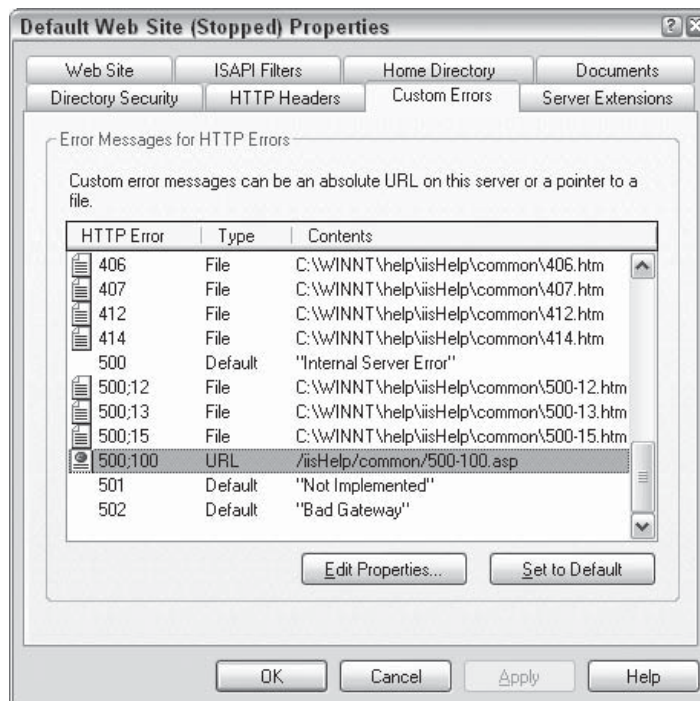 Default Web Site (Stopped) Properties
Web Site ISAPI Filters Home Directory Documents
Directory Security HTTP Headers Custom Errors Server Extensions
Error Messages for HTTP Errors
Custom error messages can be an absolute URL on this server or a pointer to a
file.
HTTP Error Type Contents
406 File C:\WINNT\help\iisHelp\common\406.htm
407 File C:\WINNT\help\iisHelp\common\407.htm
412 File C:\WINNT\help\iisHelp\common\412.htm
414 File C:\WINNT\help\iisHelp\common\414.htm
500 Default "Internal Server Error"
500;12 File C:\WINNT\help\iisHelp\common\500-12.htm
500;13 File C:\WINNT\help\iisHelp\common\500-13.htm
500;15 File C:\WINNT\help\iisHelp\common\500-15.htm
500;100 URL /iisHelp/common/500-100.asp
501 Default "Not Implemented"
502 Default "Bad Gateway"
Edit Properties... Set to Default
OK Cancel Apply Help